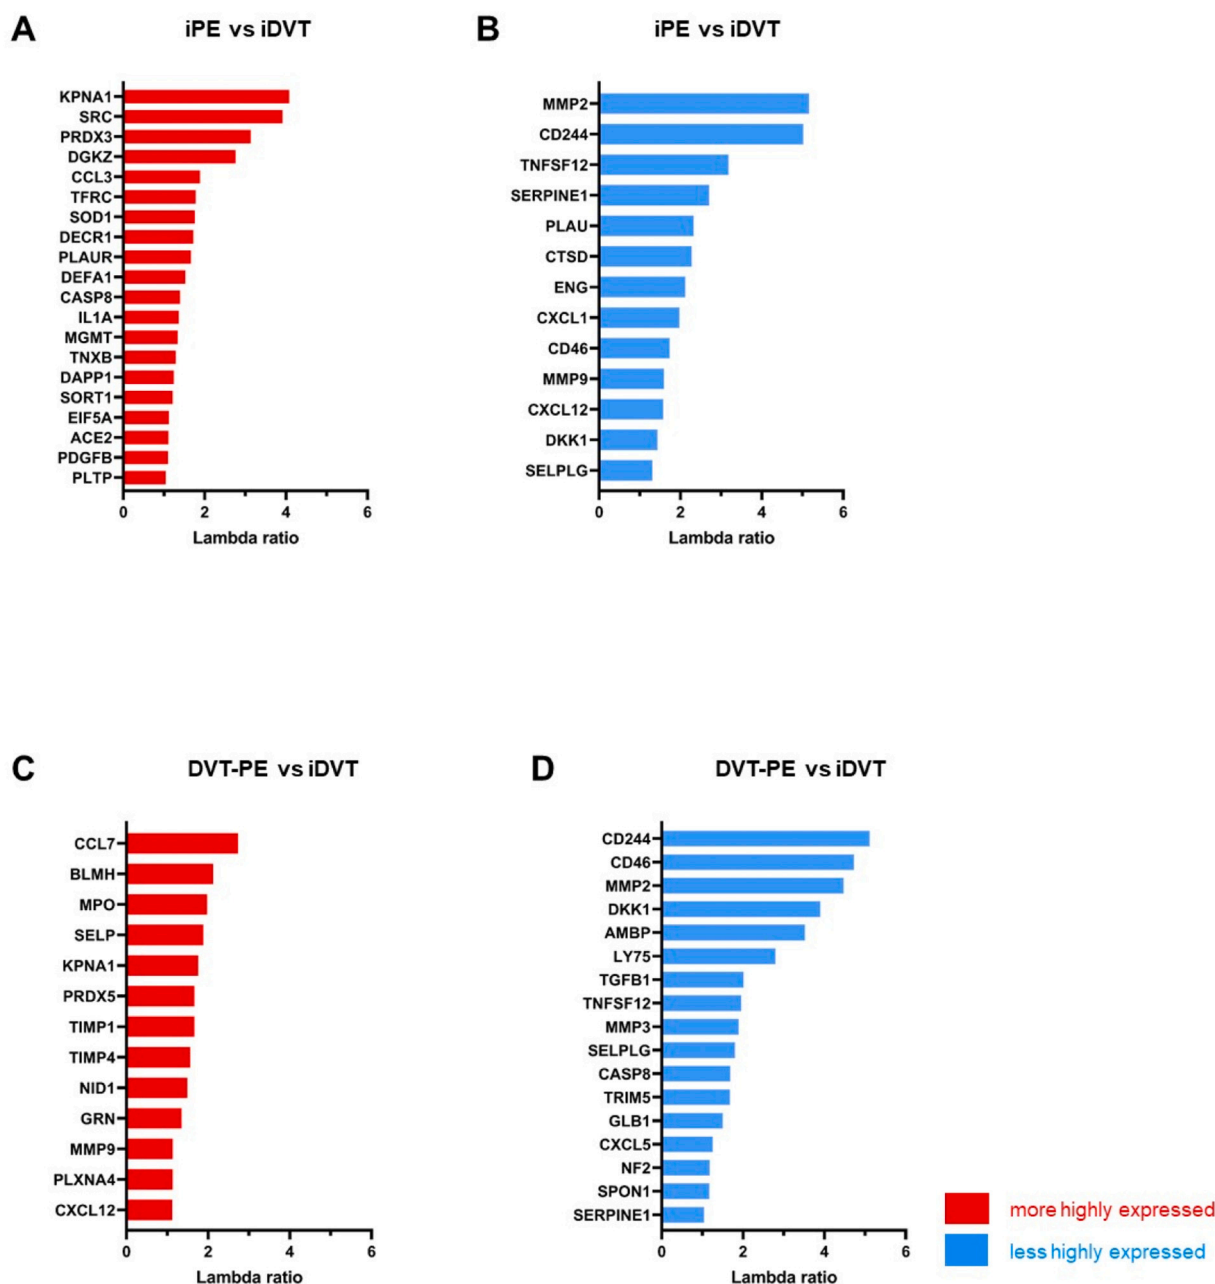 A
iPE vs iDVT
KPNA1
SRC
PRDX3
DGKZ
CCL3
TFRC
SOD1
DECR1
PLAUR
DEFA1
CASP8
IL1A
MGMT
TNXB
DAPP1
SORT1
EIF5A
ACE2
PDGFB
PLTP
0 2 4 6
Lambda ratio
B
iPE vs iDVT
MMP2
CD244
TNFSF12
SERPINE1
PLAU
CTSD
ENG
CXCL1
CD46
MMP9
CXCL12
DKK1
SELPLG
0 2 4 6
Lambda ratio
C
DVT-PE vs iDVT
CCL7
BLMH
MPO
SELP
KPNA1
PRDX5
TIMP1
TIMP4
NID1
GRN
MMP9
PLXNA4
CXCL12
0 2 4 6
Lambda ratio
D
DVT-PE vs iDVT
CD244
CD46
MMP2
DKK1
AMBP
LY75
TGFB1
TNFSF12
MMP3
SELPLG
CASP8
TRIM5
GLB1
CXCL5
NF2
SPON1
SERPINE1
0 2 4 6
Lambda ratio
more highly expressed
less highly expressed